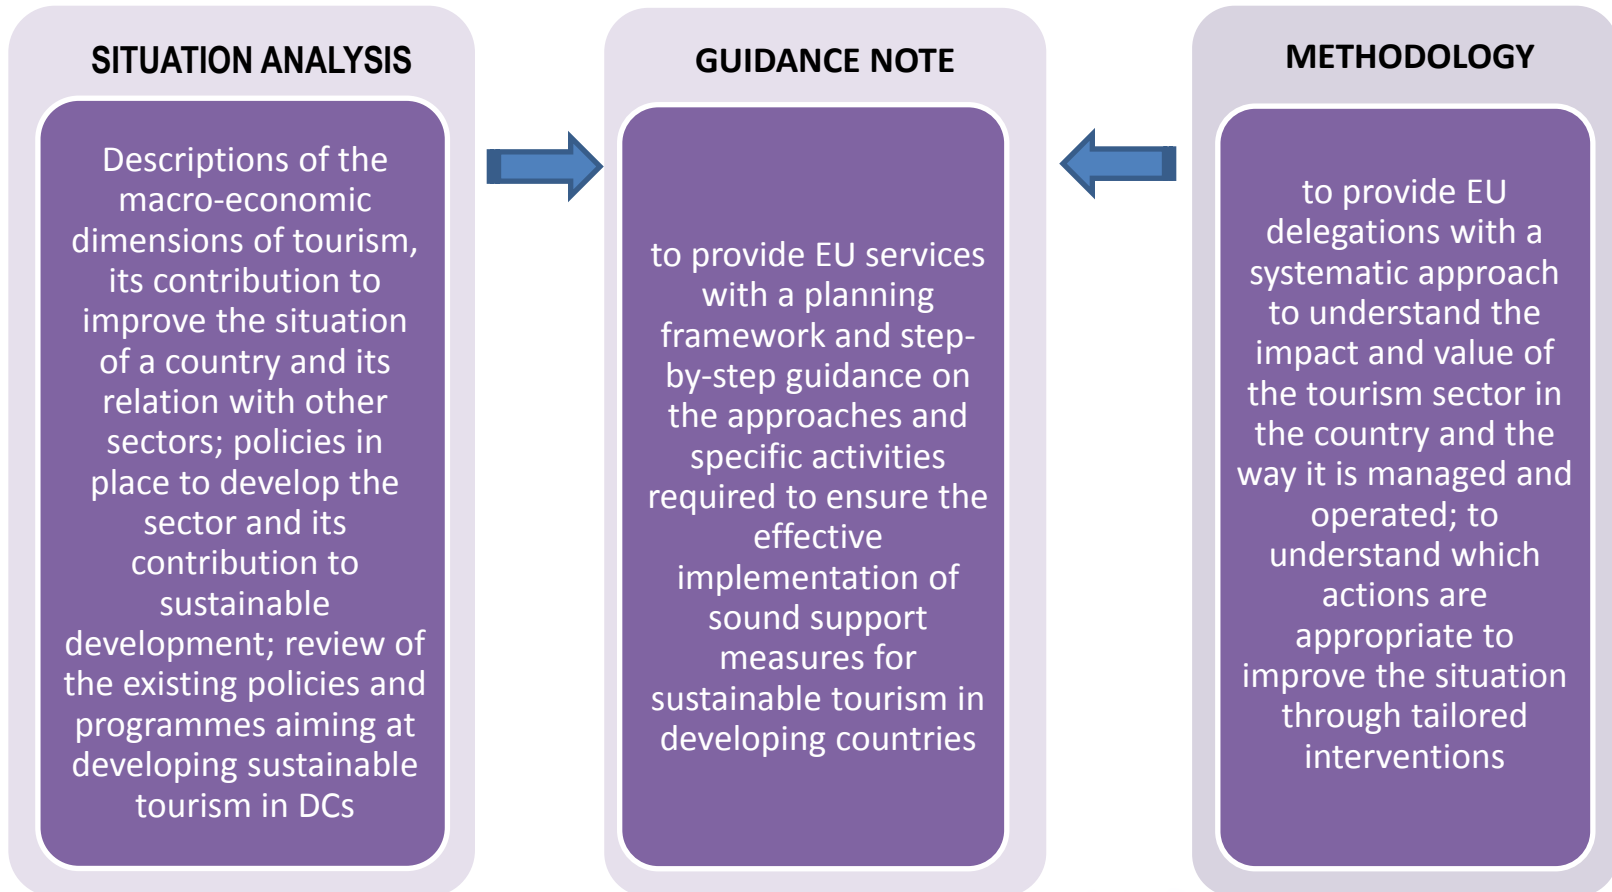 SITUATION ANALYSIS
Descriptions of the
macro-economic
dimensions of tourism,
its contribution to
improve the situation
of a country and its
relation with other
sectors; policies in
place to develop the
sector and its
contribution to
sustainable
development; review of
the existing policies and
programmes aiming at
developing sustainable
tourism in DCs
GUIDANCE NOTE
to provide EU services
with a planning
framework and step-
by-step guidance on
the approaches and
specific activities
required to ensure the
effective
implementation of
sound support
measures for
sustainable tourism in
developing countries
METHODOLOGY
to provide EU
delegations with a
systematic approach
to understand the
impact and value of
the tourism sector in
the country and the
way it is managed and
operated; to
understand which
actions are
appropriate to
improve the situation
through tailored
interventions